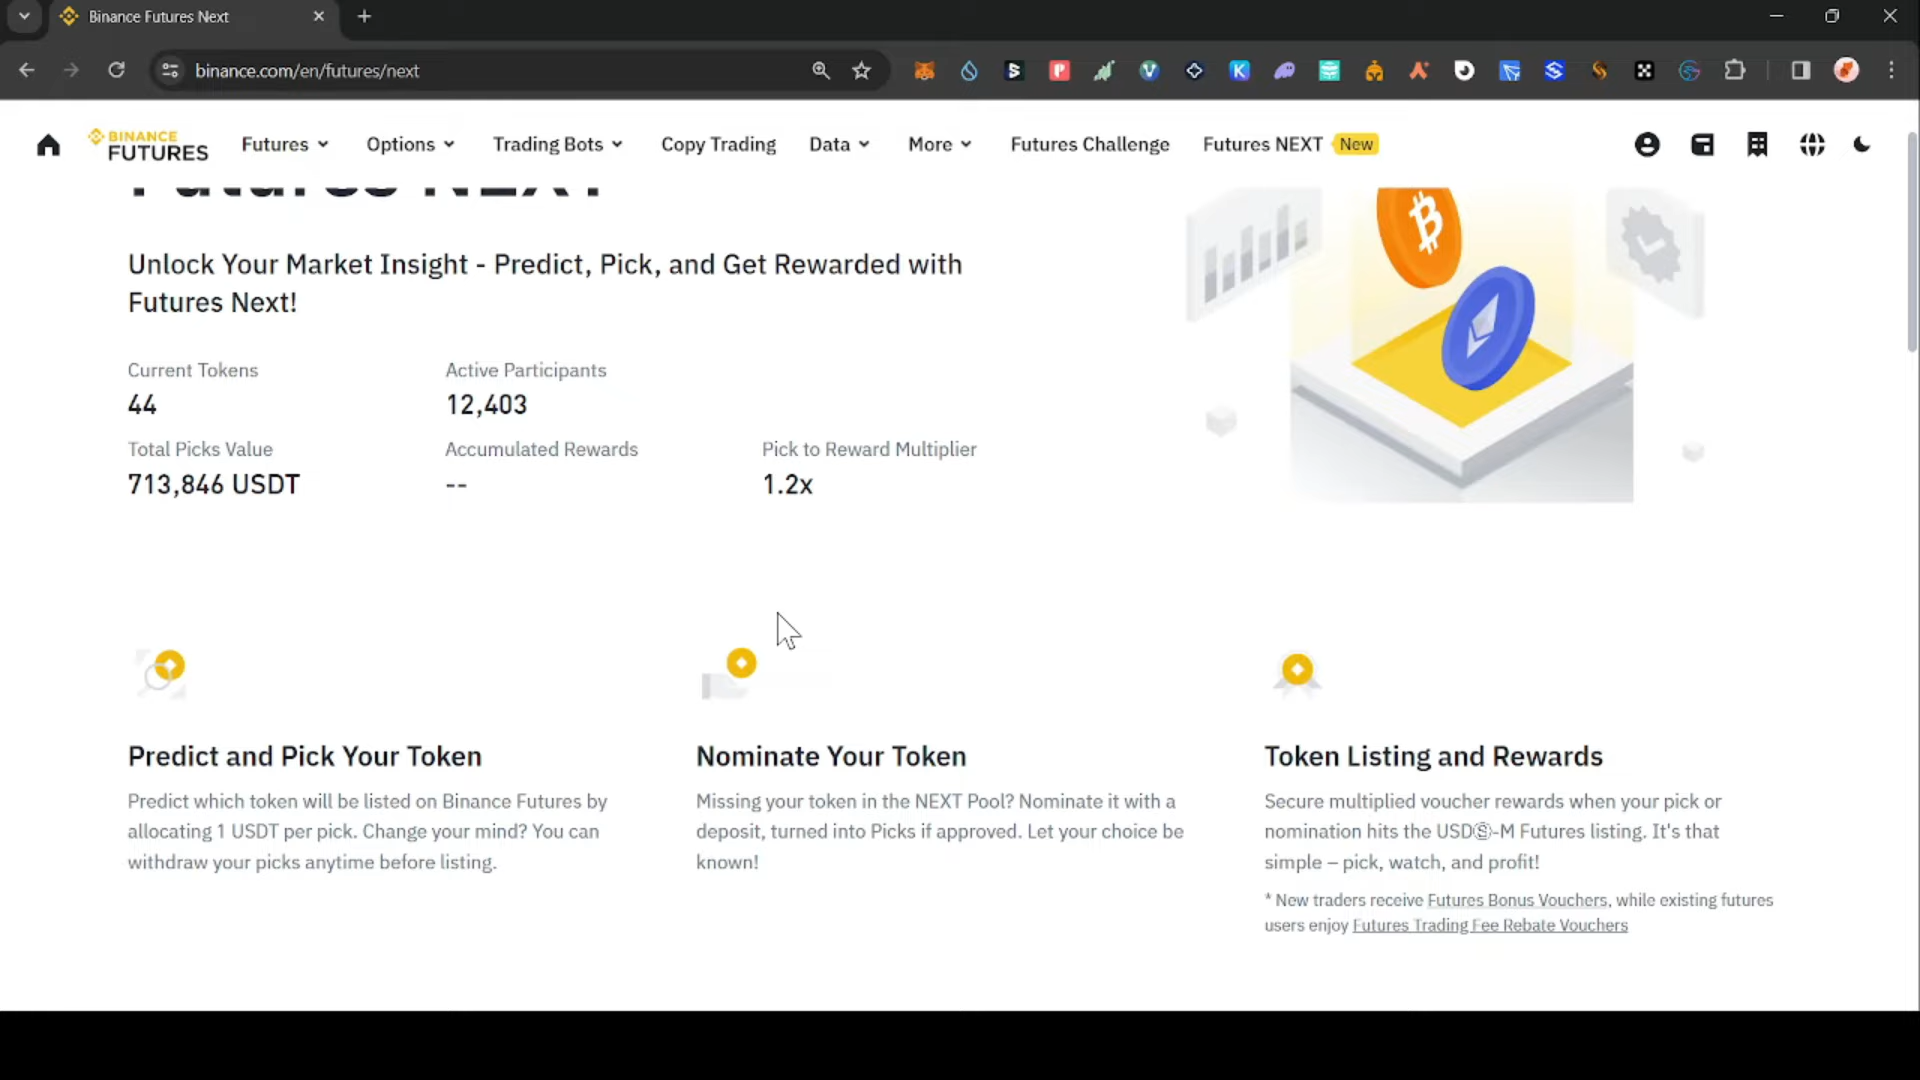 Binance Futures Next
binance.com/en/futures/next
BINANCE
FUTURES
Futures
Options
Trading Bots
Copy Trading
Data
More
Futures Challenge
Futures NEXT New
Futures NEXT
Unlock Your Market Insight - Predict, Pick, and Get Rewarded with
Futures Next!
Current Tokens
44
Active Participants
12,403
Total Picks Value
713,846 USDT
Accumulated Rewards
--
Pick to Reward Multiplier
1.2x
Predict and Pick Your Token
Predict which token will be listed on Binance Futures by
allocating 1 USDT per pick. Change your mind? You can
withdraw your picks anytime before listing.
Nominate Your Token
Missing your token in the NEXT Pool? Nominate it with a
deposit, turned into Picks if approved. Let your choice be
known!
Token Listing and Rewards
Secure multiplied voucher rewards when your pick or
nomination hits the USDⓈ-M Futures listing. It's that
simple – pick, watch, and profit!
* New traders receive Futures Bonus Vouchers, while existing futures
users enjoy Futures Trading Fee Rebate Vouchers